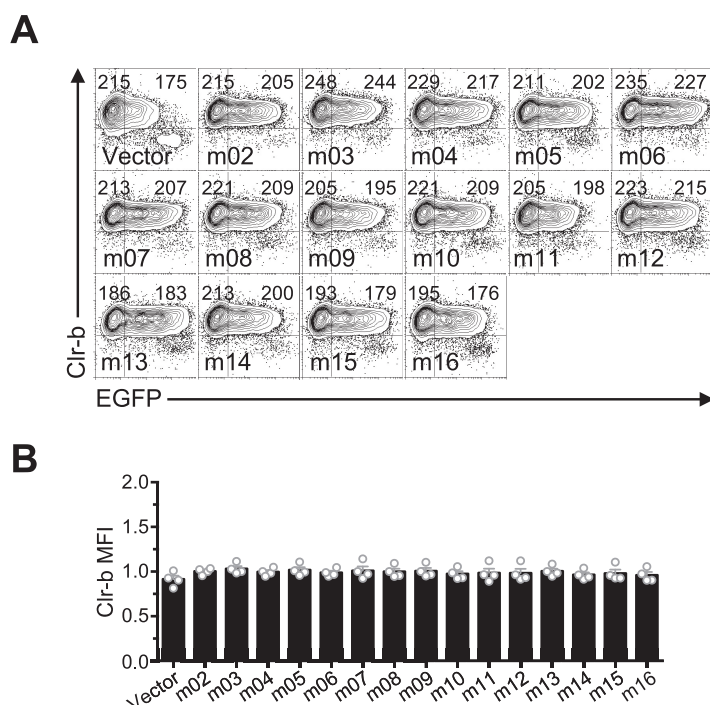 A
215 175 215 205 248 244 229 217 211 202 235 227
Vector m02 m03 m04 m05 m06
213 207 221 209 205 195 221 209 205 198 223 215
m07 m08 m09 m10 m11 m12
186 183 213 200 193 179 195 176
m13 m14 m15 m16
Clr-b
EGFP
B
2.0
1.5
1.0
0.5
0.0
Clr-b MFI
Vector m02 m03 m04 m05 m06 m07 m08 m09 m10 m11 m12 m13 m14 m15 m16